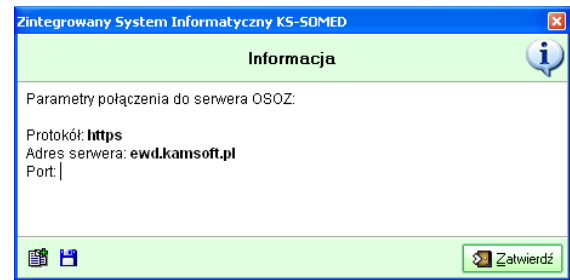 Zintegrowany System Informatyczny KS-SOMED
Informacja
Parametry połączenia do serwera OSOZ:
Protokół: https
Adres serwera: ewd.kamsoft.pl
Port:
Zatwierdź